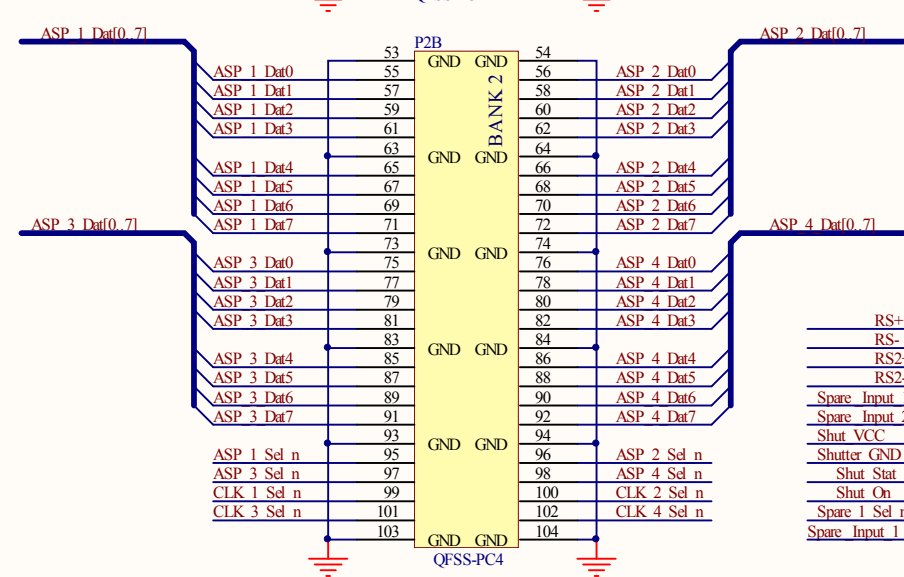 ASP_1_Dat[0..7] ASP_2_Dat[0..7]
P2B
53 GND GND 54
ASP_1_Dat0 55 56 ASP_2_Dat0
ASP_1_Dat1 57 58 ASP_2_Dat1
ASP_1_Dat2 59 60 ASP_2_Dat2
ASP_1_Dat3 61 62 ASP_2_Dat3
BANK 2
63 GND GND 64
ASP_1_Dat4 65 66 ASP_2_Dat4
ASP_1_Dat5 67 68 ASP_2_Dat5
ASP_1_Dat6 69 70 ASP_2_Dat6
ASP_1_Dat7 71 72 ASP_2_Dat7
ASP_3_Dat[0..7] ASP_4_Dat[0..7]
73 GND GND 74
ASP_3_Dat0 75 76 ASP_4_Dat0
ASP_3_Dat1 77 78 ASP_4_Dat1
ASP_3_Dat2 79 80 ASP_4_Dat2
ASP_3_Dat3 81 82 ASP_4_Dat3
RS+
83 GND GND 84
RS-
ASP_3_Dat4 85 86 ASP_4_Dat4
ASP_3_Dat5 87 88 ASP_4_Dat5
ASP_3_Dat6 89 90 ASP_4_Dat6
Spare_Input
ASP_3_Dat7 91 92 ASP_4_Dat7
Spare_Input
93 GND GND 94
Shut_VCC
ASP_1_Sel_n 95 96 ASP_2_Sel_n
Shutter_GND
ASP_3_Sel_n 97 98 ASP_4_Sel_n
Shut_Stat
CLK_1_Sel_n 99 100 CLK_2_Sel_n
Shut_On
CLK_3_Sel_n 101 102 CLK_4_Sel_n
Spare_1_Sel_n
103 GND GND 104
Spare_Input_1
QFSS-PC4